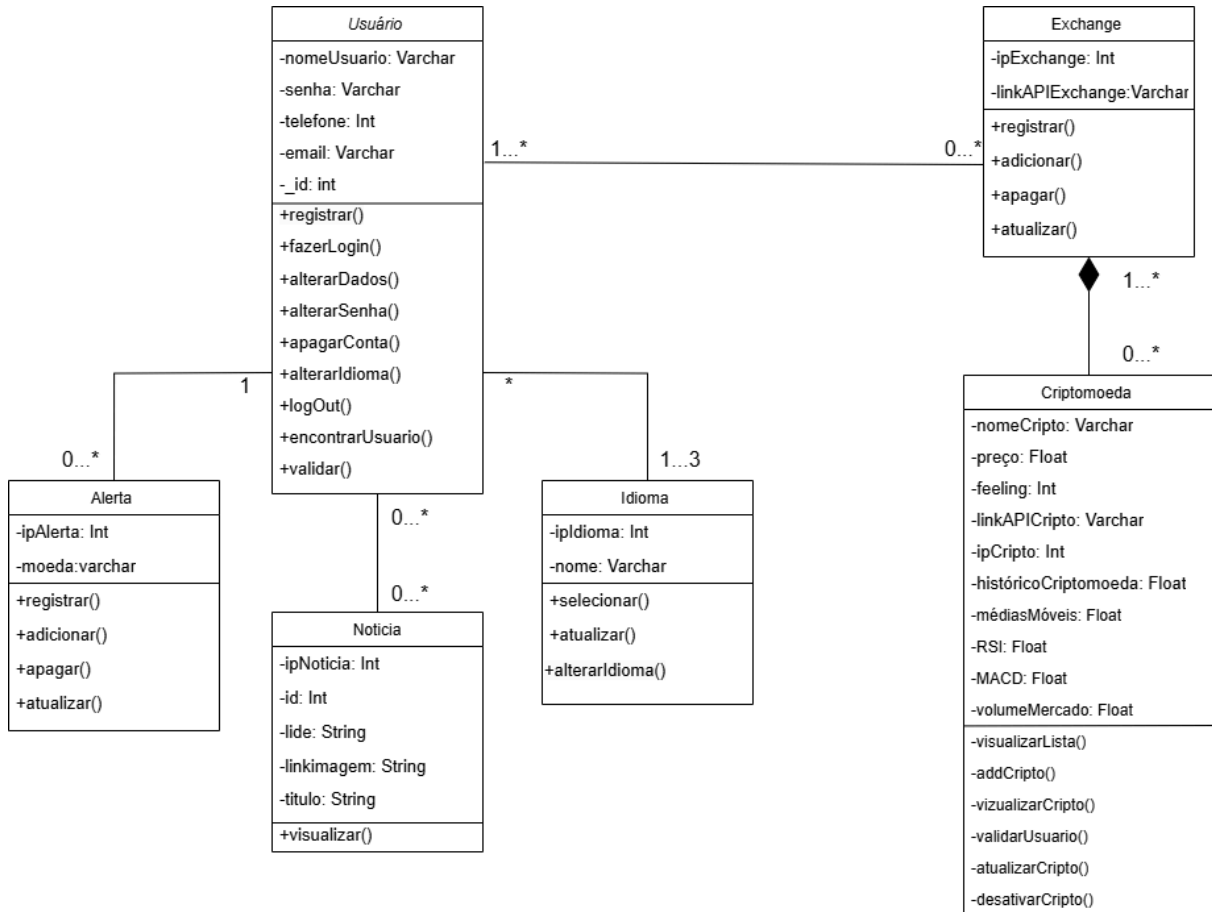 Usuário
-nomeUsuario: Varchar
-senha: Varchar
-telefone: Int
-email: Varchar
-_id: int
+registrar()
+fazerLogin()
+alterarDados()
+alterarSenha()
+apagarConta()
+alterarIdioma()
+logOut()
+encontrarUsuario()
+validar()
1...*
0...*
Exchange
-ipExchange: Int
-linkAPIExchange:Varchar
+registrar()
+adicionar()
+apagar()
+atualizar()
1...*
0...*
1
0...*
*
1...3
0...*
0...*
Alerta
-ipAlerta: Int
-moeda:varchar
+registrar()
+adicionar()
+apagar()
+atualizar()
Noticia
-ipNoticia: Int
-id: Int
-lide: String
-linkimagem: String
-titulo: String
+visualizar()
Idioma
-ipIdioma: Int
-nome: Varchar
+selecionar()
+atualizar()
+alterarIdioma()
Criptomoeda
-nomeCripto: Varchar
-preço: Float
-feeling: Int
-linkAPICripto: Varchar
-ipCripto: Int
-históricoCriptomoeda: Float
-médiasMóveis: Float
-RSI: Float
-MACD: Float
-volumeMercado: Float
-visualizarLista()
-addCripto()
-vizualizarCripto()
-validarUsuario()
-atualizarCripto()
-desativarCripto()